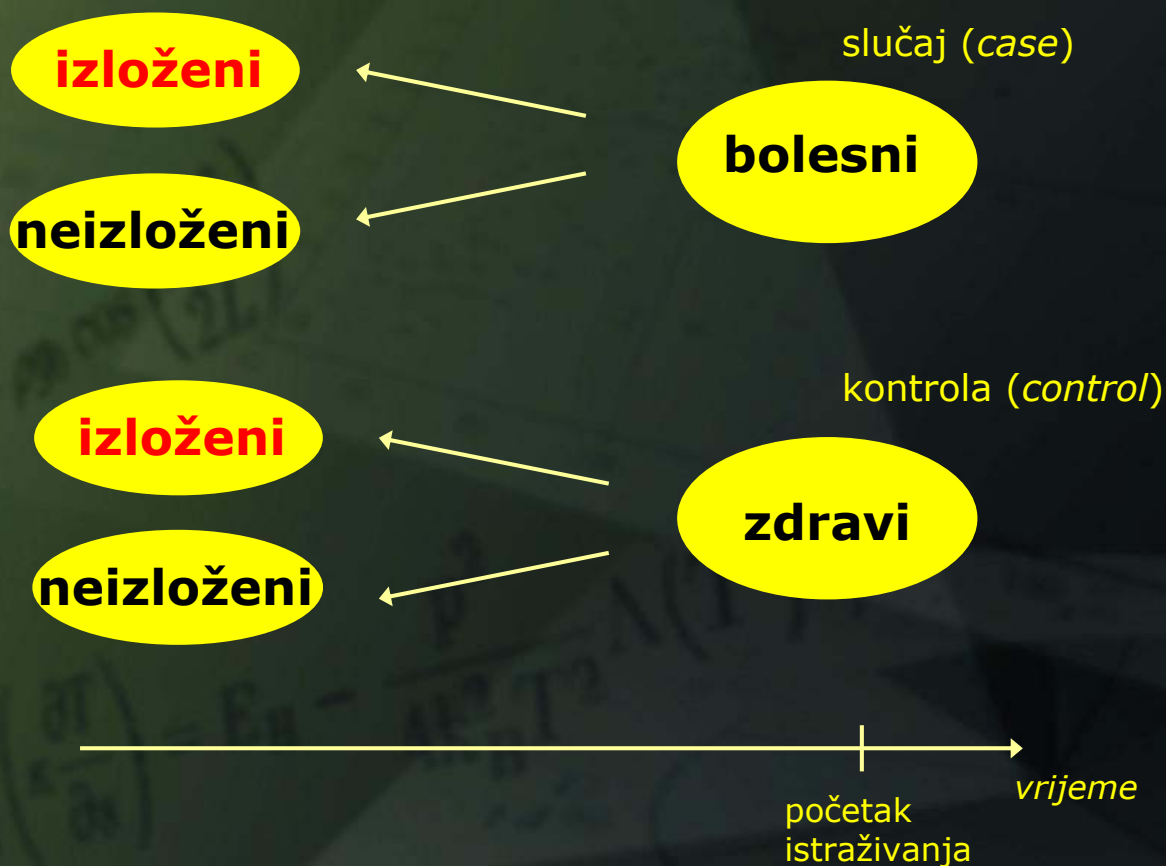 slučaj (case)
izloženi
bolesni
neizloženi
kontrola (control)
izloženi
zdravi
neizloženi
vrijeme
početak
istraživanja